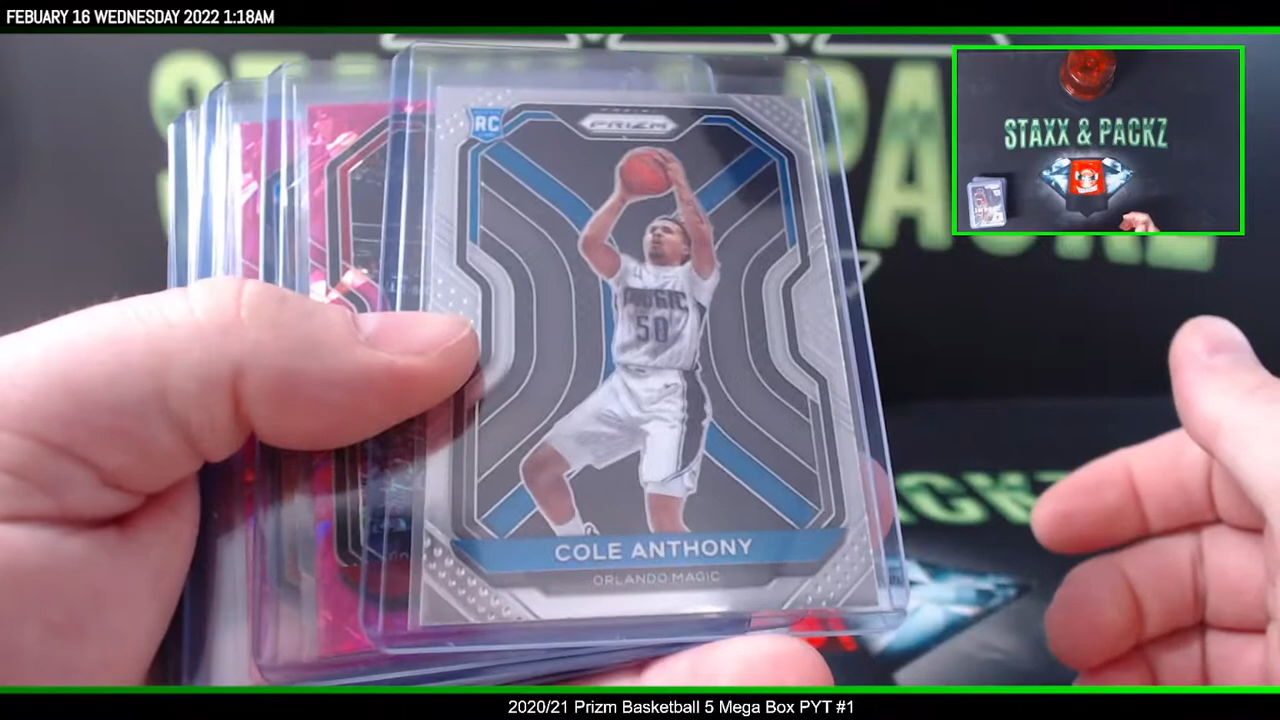 FEBUARY 16 WEDNESDAY 2022 1:18AM
STAXX & PACKZ
RC
PRIZM
MAGIC
50
COLE ANTHONY
ORLANDO MAGIC
2020/21 Prizm Basketball 5 Mega Box PYT #1